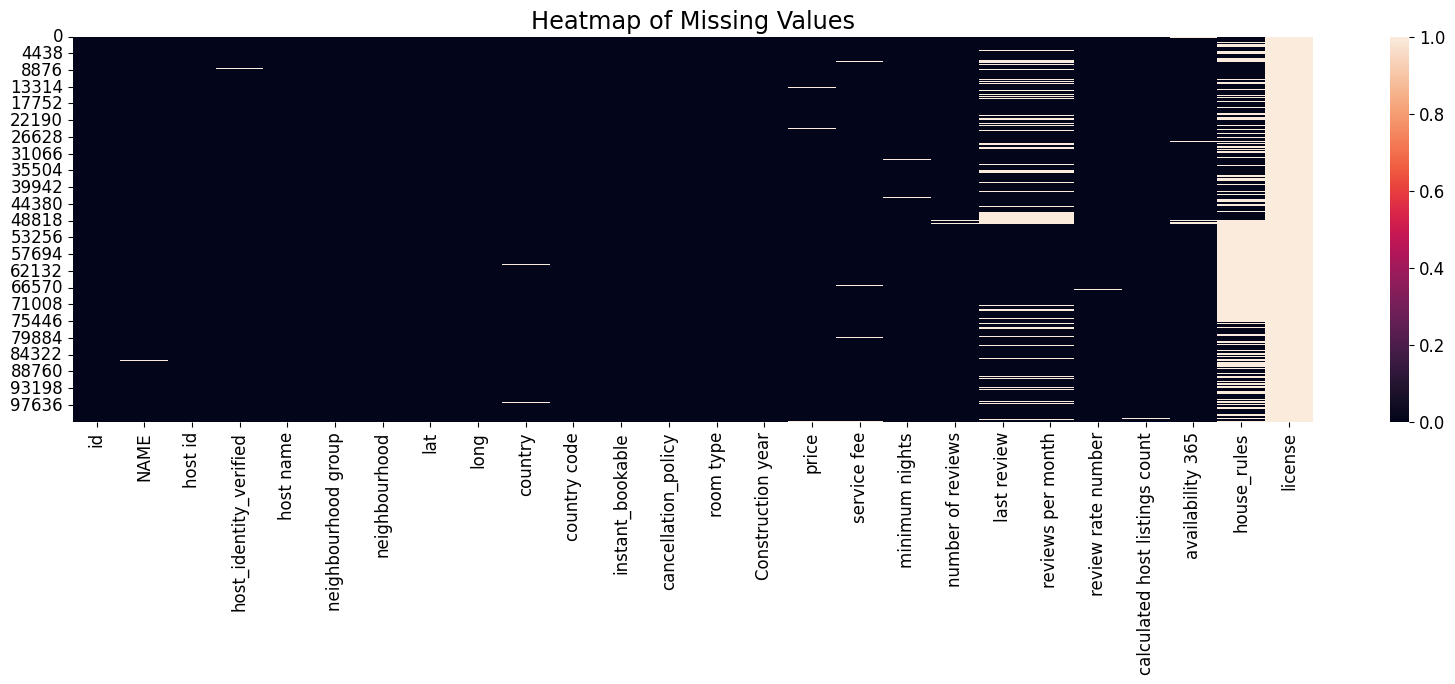 Heatmap of Missing Values
0
4438
8876
13314
17752
22190
26628
31066
35504
39942
44380
48818
53256
57694
62132
66570
71008
75446
79884
84322
88760
93198
97636
id
NAME
host id
host_identity_verified
host name
neighbourhood group
neighbourhood
lat
long
country
country code
instant_bookable
cancellation_policy
room type
Construction year
price
service fee
minimum nights
number of reviews
last review
reviews per month
review rate number
calculated host listings count
availability 365
house_rules
license
1.0
0.8
0.6
0.4
0.2
0.0